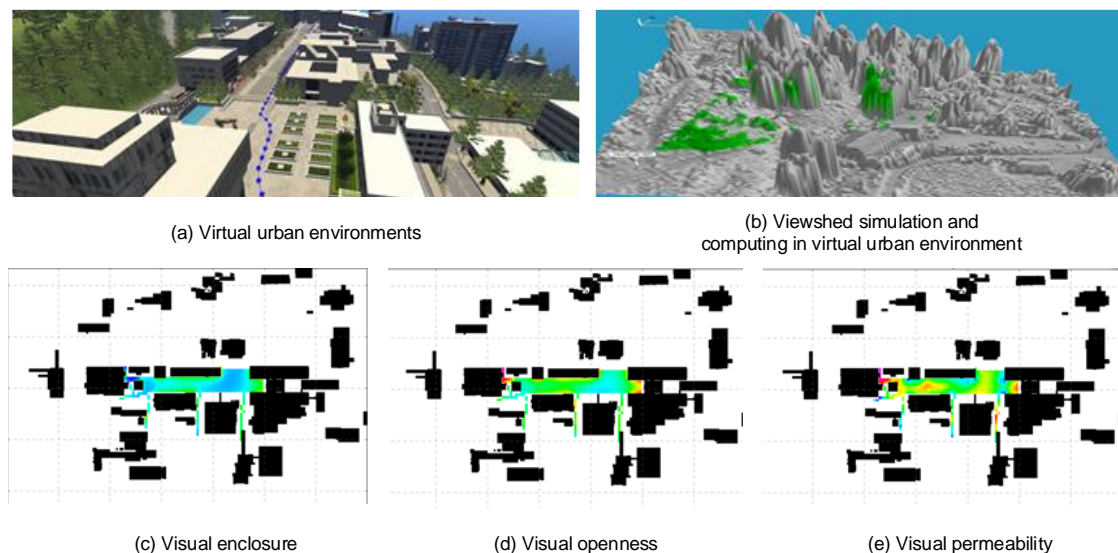 (a) Virtual urban environments
(b) Viewshed simulation and
computing in virtual urban environment
(c) Visual enclosure
(d) Visual openness
(e) Visual permeability